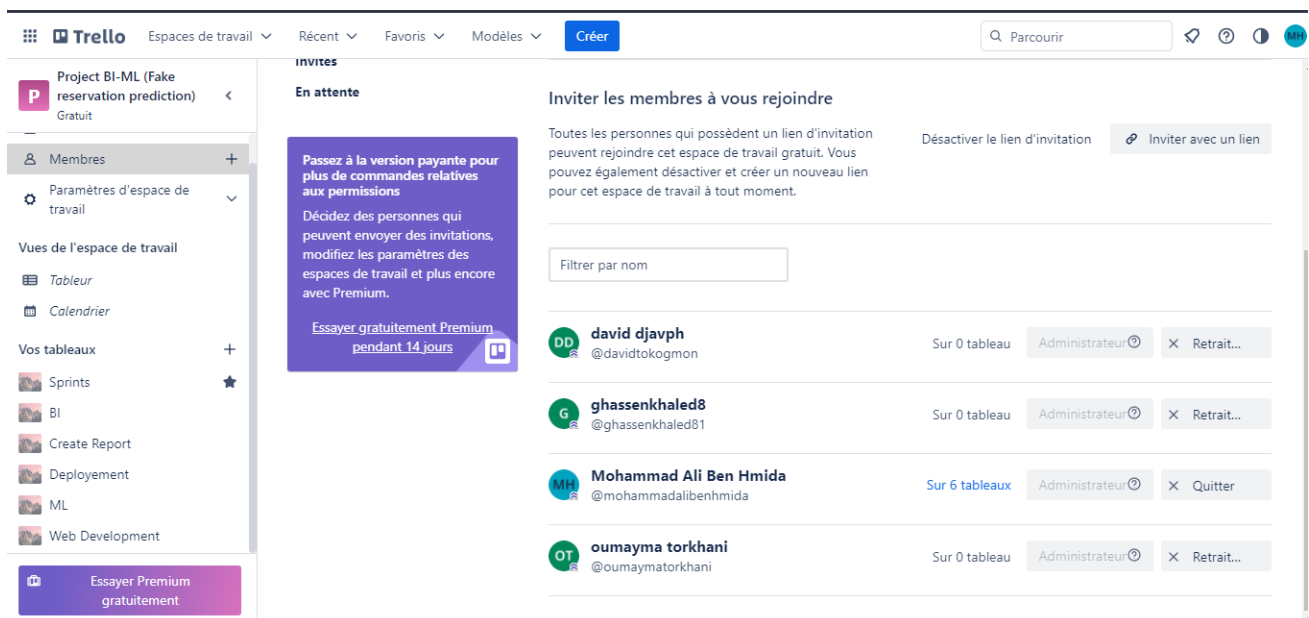 Trello Espaces de travail Récent Favoris Modèles Créer Parcourir MH
P
Project BI-ML (Fake
reservation prediction)
Gratuit
Membres
Paramètres d'espace de
travail
Vues de l'espace de travail
Tableur
Calendrier
Vos tableaux
Sprints
BI
Create Report
Deployement
ML
Web Development
Essayer Premium
gratuitement
Invités
En attente
Passez à la version payante pour
plus de commandes relatives
aux permissions
Décidez des personnes qui
peuvent envoyer des invitations,
modifiez les paramètres des
espaces de travail et plus encore
avec Premium.
Essayer gratuitement Premium
pendant 14 jours
Inviter les membres à vous rejoindre
Toutes les personnes qui possèdent un lien d'invitation
peuvent rejoindre cet espace de travail gratuit. Vous
pouvez également désactiver et créer un nouveau lien
pour cet espace de travail à tout moment.
Désactiver le lien d'invitation Inviter avec un lien
Filtrer par nom
DD david djavph
@davidtokogmon
Sur 0 tableau Administrateur Retrait...
G ghassenkhaled8
@ghassenkhaled81
Sur 0 tableau Administrateur Retrait...
MH Mohammad Ali Ben Hmida
@mohammadalibenhmida
Sur 6 tableaux Administrateur Quitter
OT oumayma torkhani
@oumaymatorkhani
Sur 0 tableau Administrateur Retrait...